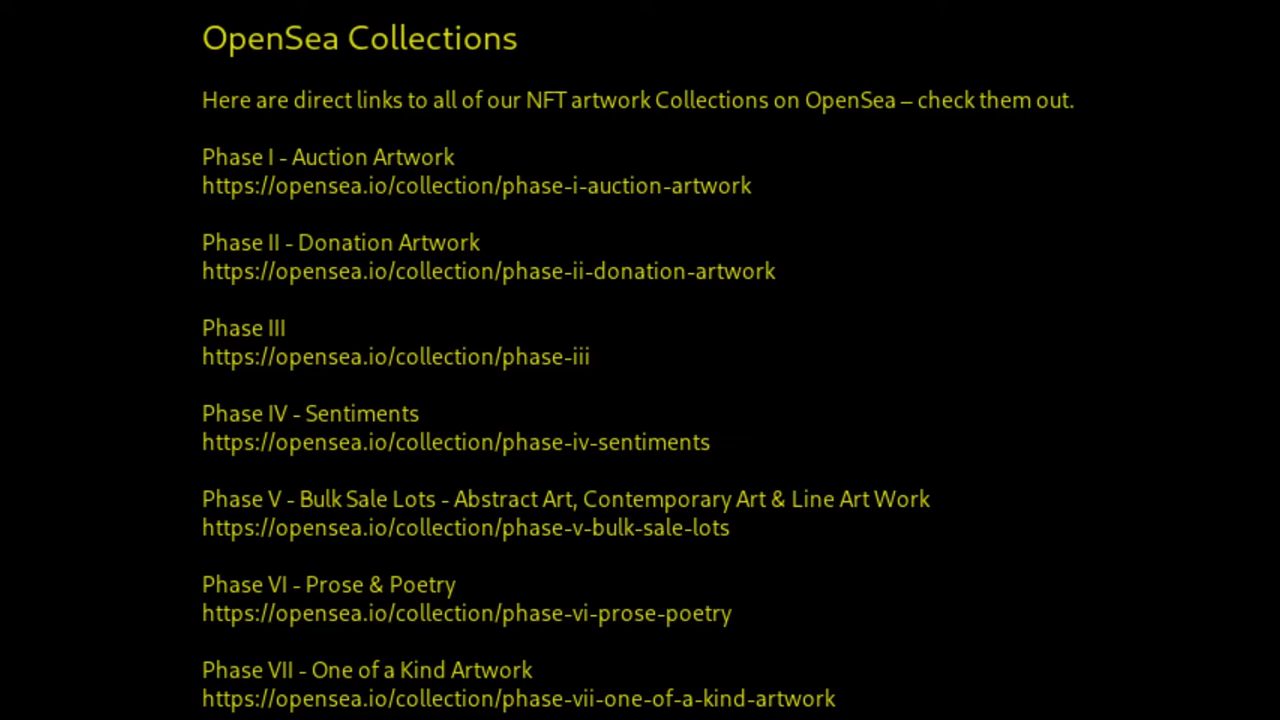 OpenSea Collections
Here are direct links to all of our NFT artwork Collections on OpenSea – check them out.
Phase I - Auction Artwork
https://opensea.io/collection/phase-i-auction-artwork
Phase II - Donation Artwork
https://opensea.io/collection/phase-ii-donation-artwork
Phase III
https://opensea.io/collection/phase-iii
Phase IV - Sentiments
https://opensea.io/collection/phase-iv-sentiments
Phase V - Bulk Sale Lots - Abstract Art, Contemporary Art & Line Art Work
https://opensea.io/collection/phase-v-bulk-sale-lots
Phase VI - Prose & Poetry
https://opensea.io/collection/phase-vi-prose-poetry
Phase VII - One of a Kind Artwork
https://opensea.io/collection/phase-vii-one-of-a-kind-artwork